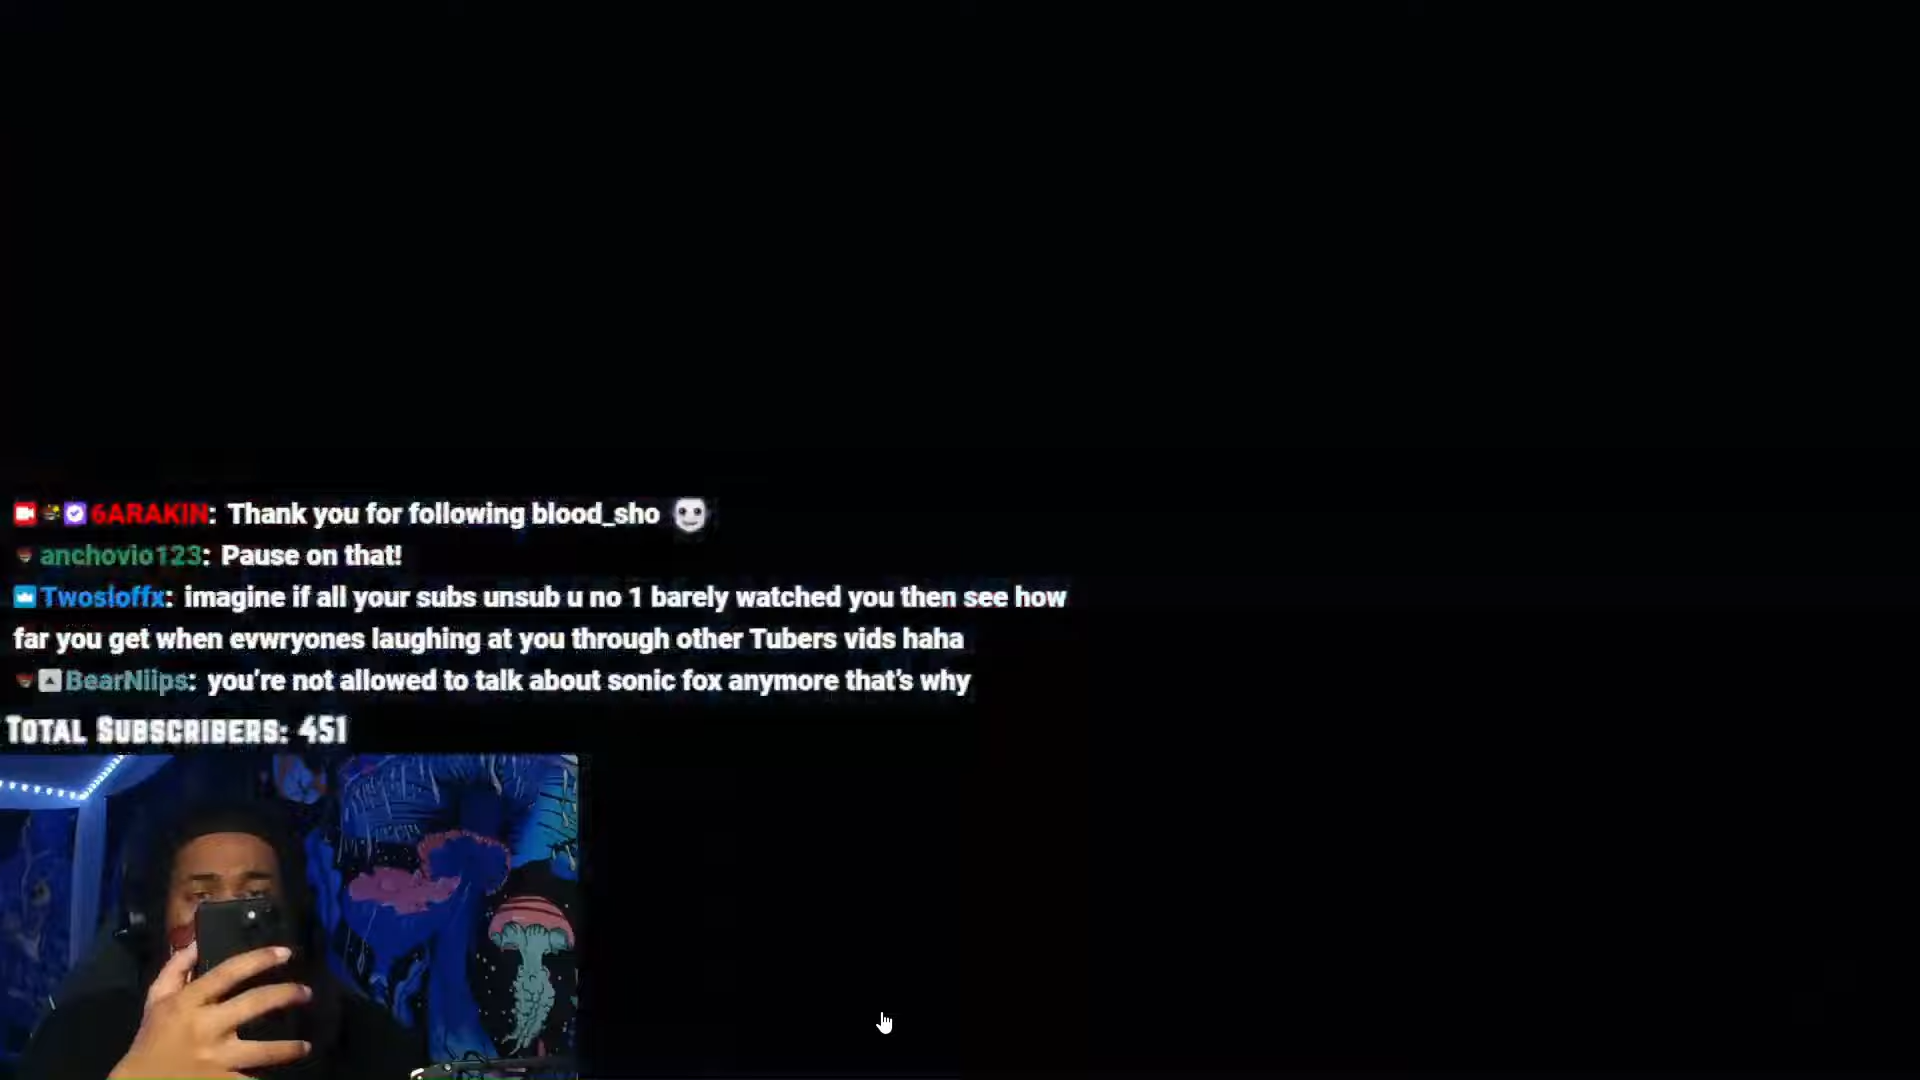 6ARAKIN: Thank you for following blood_sho
anchovio123: Pause on that!
Twosloffx: imagine if all your subs unsub u no 1 barely watched you then see how
far you get when evwryones laughing at you through other Tubers vids haha
BearNiips: you're not allowed to talk about sonic fox anymore that's why
TOTAL SUBSCRIBERS: 451